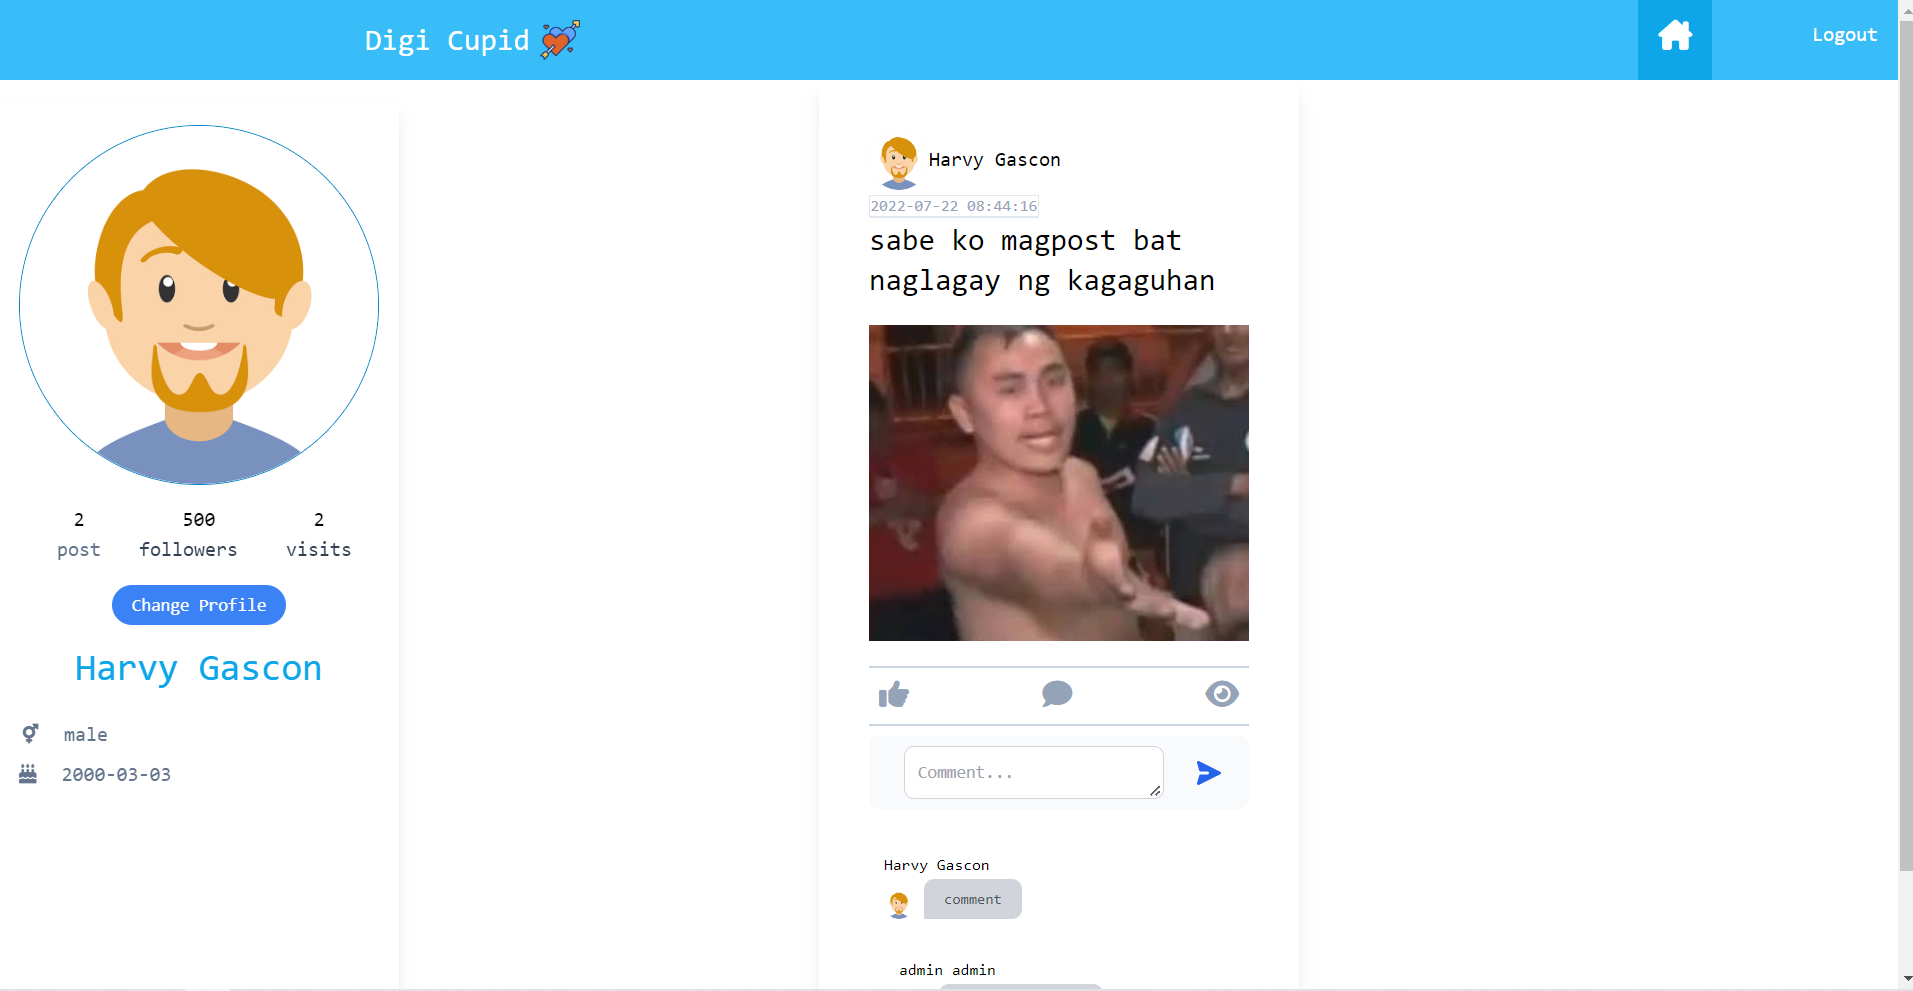 Digi Cupid
Logout
2
500
2
post
followers
visits
Change Profile
Harvy Gascon
male
2000-03-03
Harvy Gascon
2022-07-22 08:44:16
sabe ko magpost bat
naglagay ng kagaguhan
Comment...
Harvy Gascon
comment
admin admin